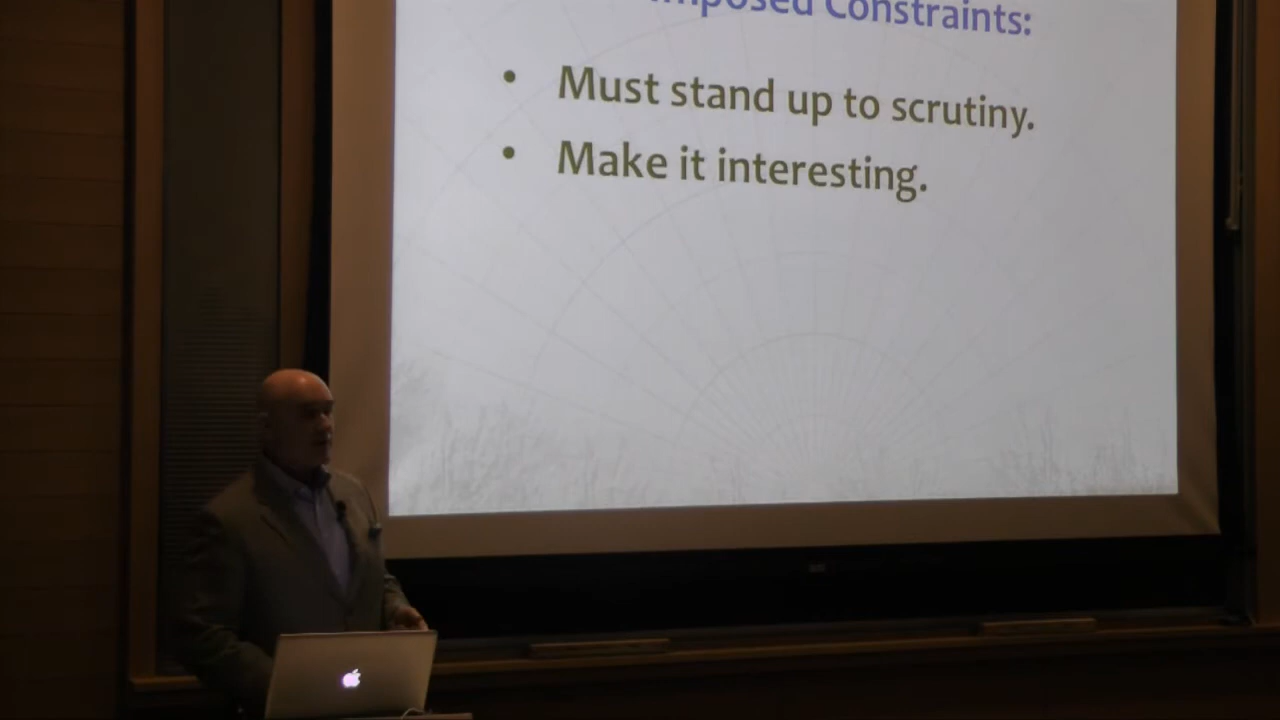 Constraints:
• Must stand up to scrutiny.
• Make it interesting.